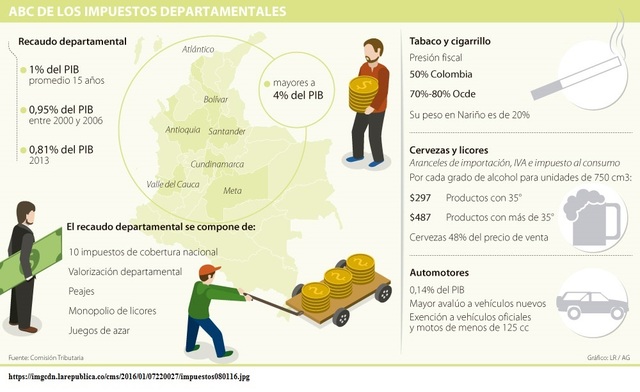 ABC DE LOS IMPUESTOS DEPARTAMENTALES
Recaudo departamental
1% del PIB
promedio 15 años
0,95% del PIB
entre 2000 y 2006
0,81% del PIB
2013
Atlántico
Bolívar
Antioquia
Santander
Cundinamarca
Valle del Cauca
Meta
mayores a
4% del PIB
El recaudo departamental se compone de:
10 impuestos de cobertura nacional
Valorización departamental
Peajes
Monopolio de licores
Juegos de azar
Tabaco y cigarrillo
Presión fiscal
50% Colombia
70%-80% Ocde
Su peso en Nariño es de 20%
Cervezas y licores
Aranceles de importación, IVA e impuesto al consumo
Por cada grado de alcohol para unidades de 750 cm3:
$297 Productos con 35°
$487 Productos con más de 35°
Cervezas 48% del precio de venta
Automotores
0,14% del PIB
Mayor avalúo a vehículos nuevos
Exención a vehículos oficiales
y motos de menos de 125 cc
Fuente: Comisión Tributaria
Gráfico: LR / AG
https://imgcdn.larepublica.co/cms/2016/01/07220027/impuestos080116.jpg